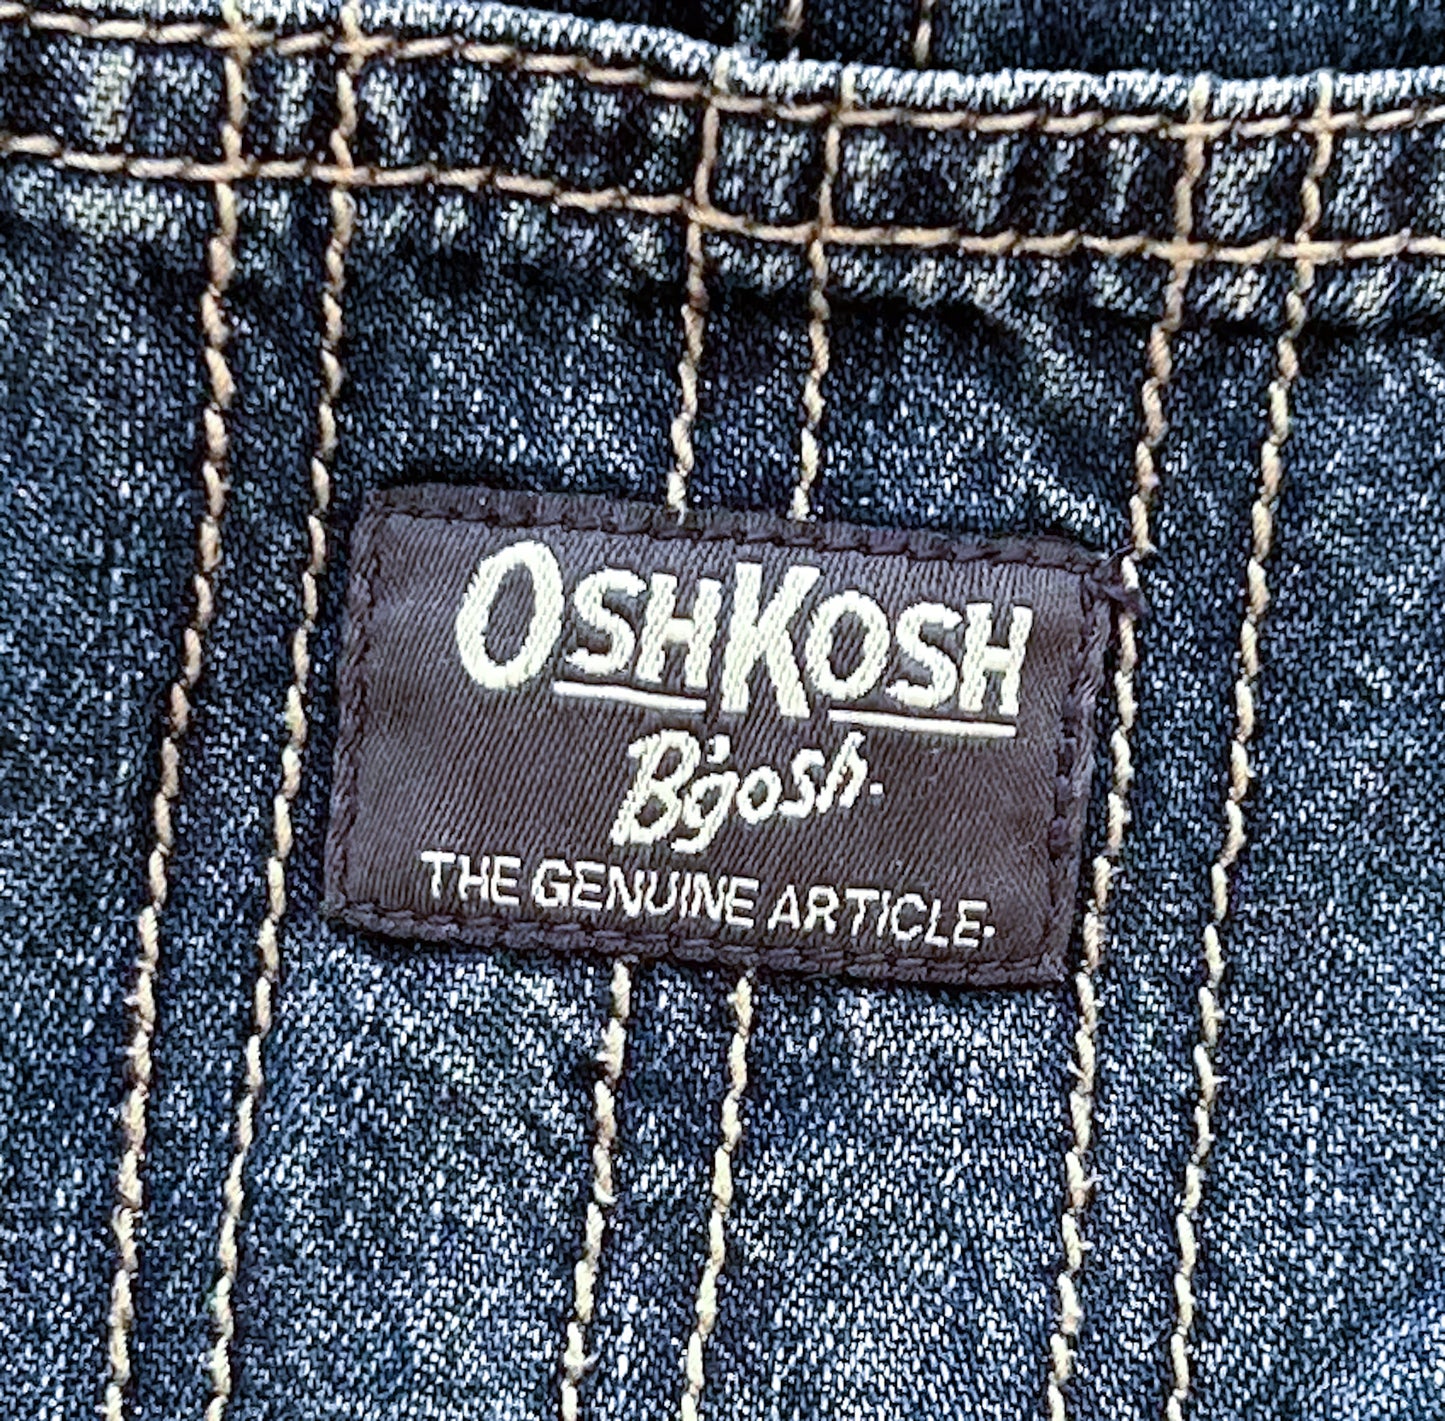 OSHKOSH
B'gosh.
THE GENUINE ARTICLE.